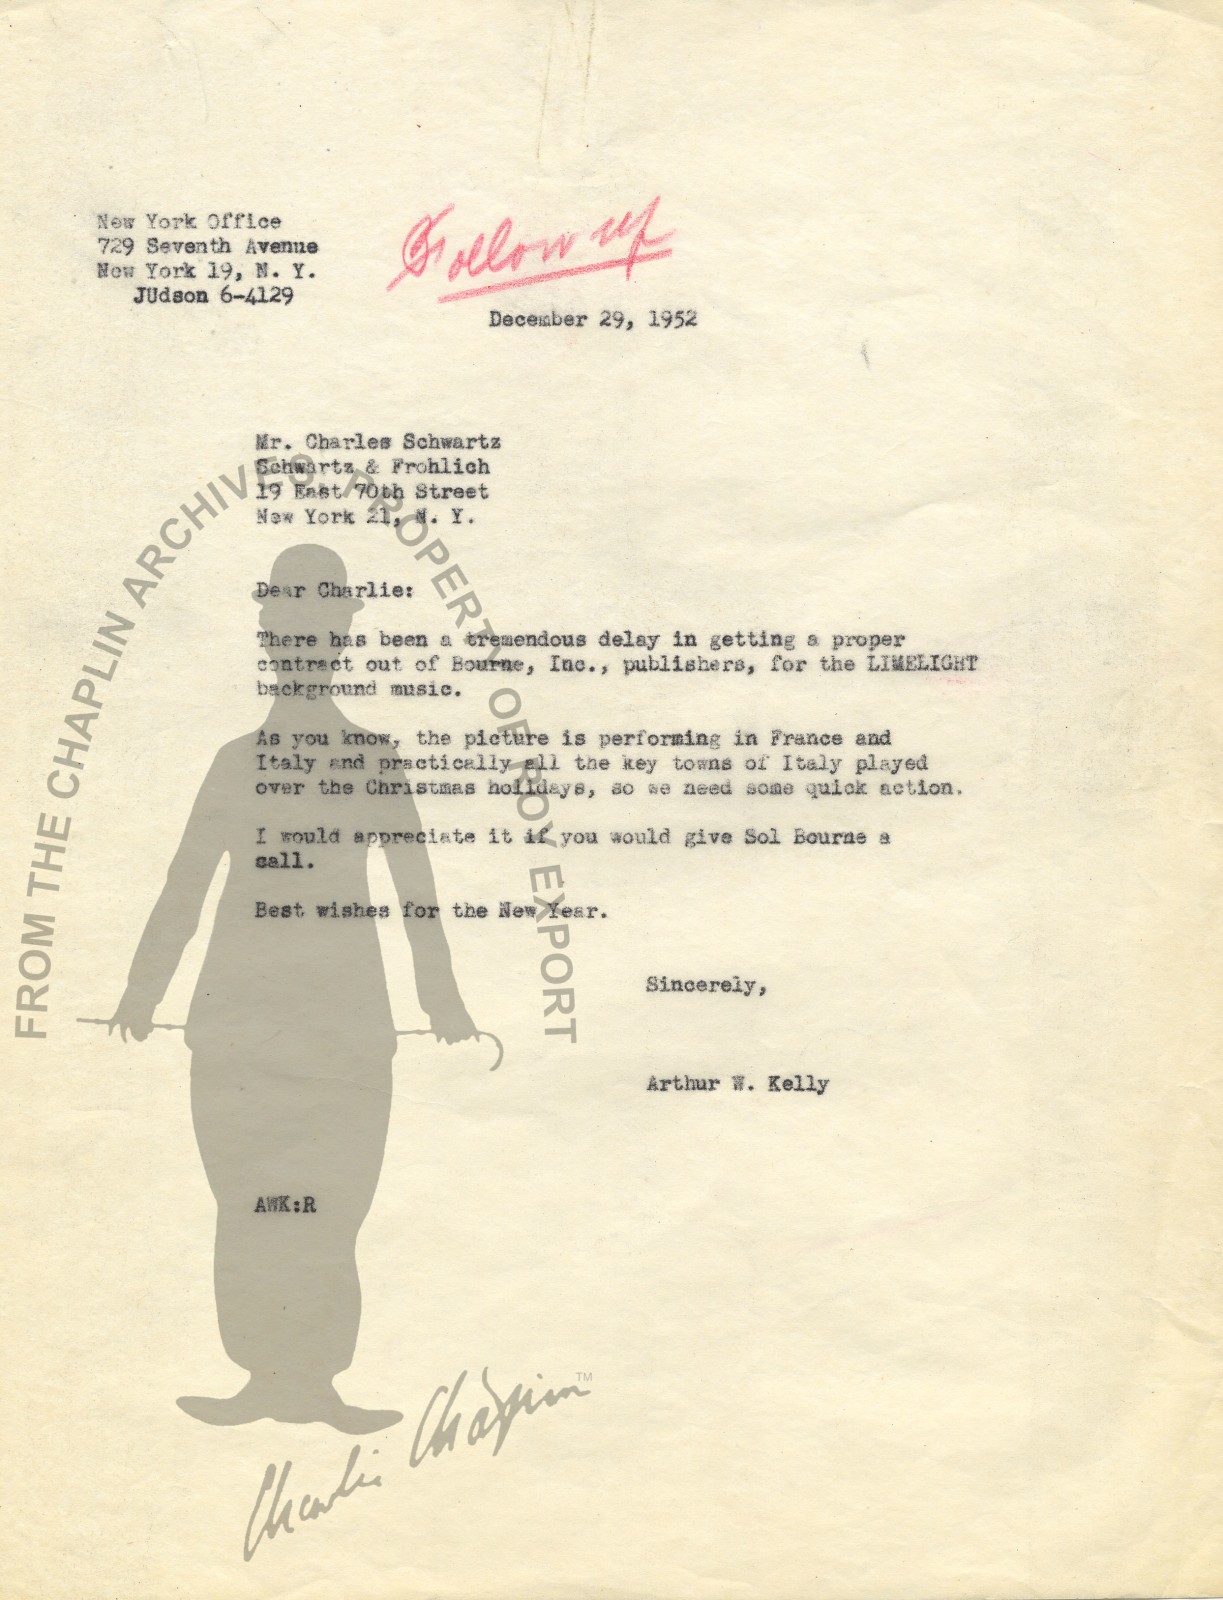 New York Office
729 Seventh Avenue
New York 19, N. Y.
JUdson 6-4129
Follow up
December 29, 1952
Mr. Charles Schwartz
Schwartz & Frohlich
19 East 70th Street
New York 21, N. Y.
Dear Charlie:
There has been a tremendous delay in getting a proper
contract out of Bourne, Inc., publishers, for the LIMELIGHT
background music.
As you know, the picture is performing in France and
Italy and practically all the key towns of Italy played
over the Christmas holidays, so we need some quick action.
I would appreciate it if you would give Sol Bourne a
call.
Best wishes for the New Year.
Sincerely,
Arthur W. Kelly
AWK:R
FROM THE CHAPLIN ARCHIVES. PROPERTY OF ROY EXPORT
Charlie Chaplin TM